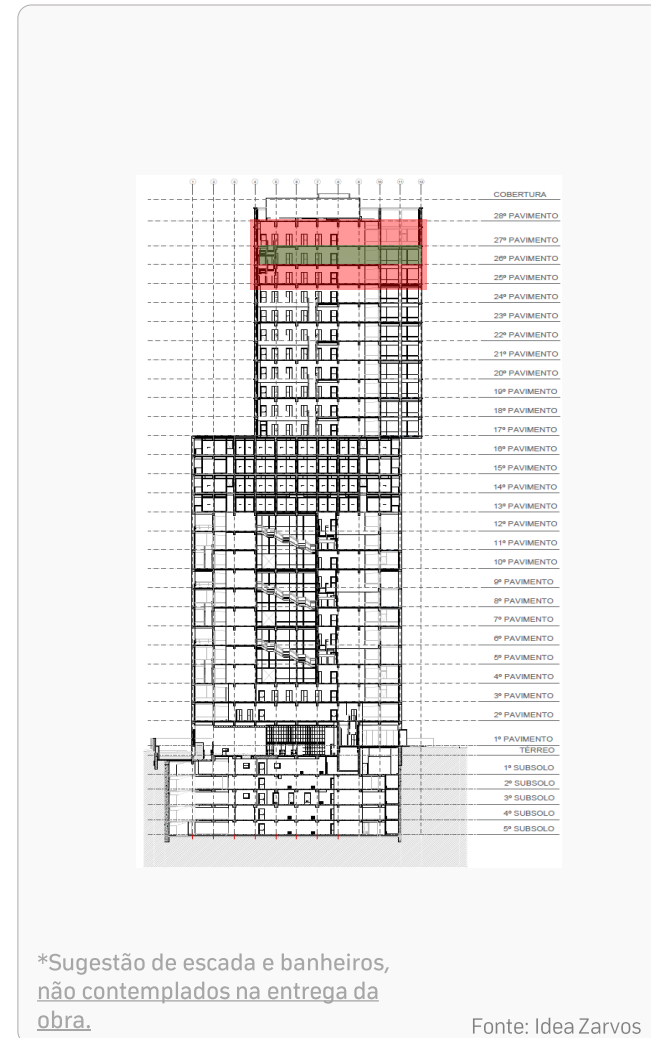 COBERTURA
28º PAVIMENTO
27º PAVIMENTO
26º PAVIMENTO
25º PAVIMENTO
24º PAVIMENTO
23º PAVIMENTO
22º PAVIMENTO
21º PAVIMENTO
20º PAVIMENTO
19º PAVIMENTO
18º PAVIMENTO
17º PAVIMENTO
16º PAVIMENTO
15º PAVIMENTO
14º PAVIMENTO
13º PAVIMENTO
12º PAVIMENTO
11º PAVIMENTO
10º PAVIMENTO
9º PAVIMENTO
8º PAVIMENTO
7º PAVIMENTO
6º PAVIMENTO
5º PAVIMENTO
4º PAVIMENTO
3º PAVIMENTO
2º PAVIMENTO
1º PAVIMENTO
TÉRREO
1º SUBSOLO
2º SUBSOLO
3º SUBSOLO
4º SUBSOLO
5º SUBSOLO
*Sugestão de escada e banheiros,
não contemplados na entrega da
obra.
Fonte: Idea Zarvos